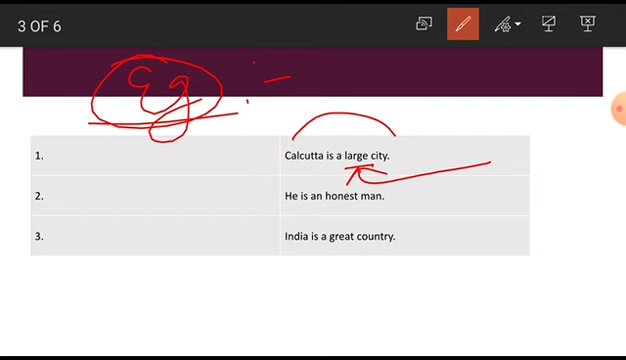 3 OF 6
Eg :-
1. Calcutta is a large city.
2. He is an honest man.
3. India is a great country.